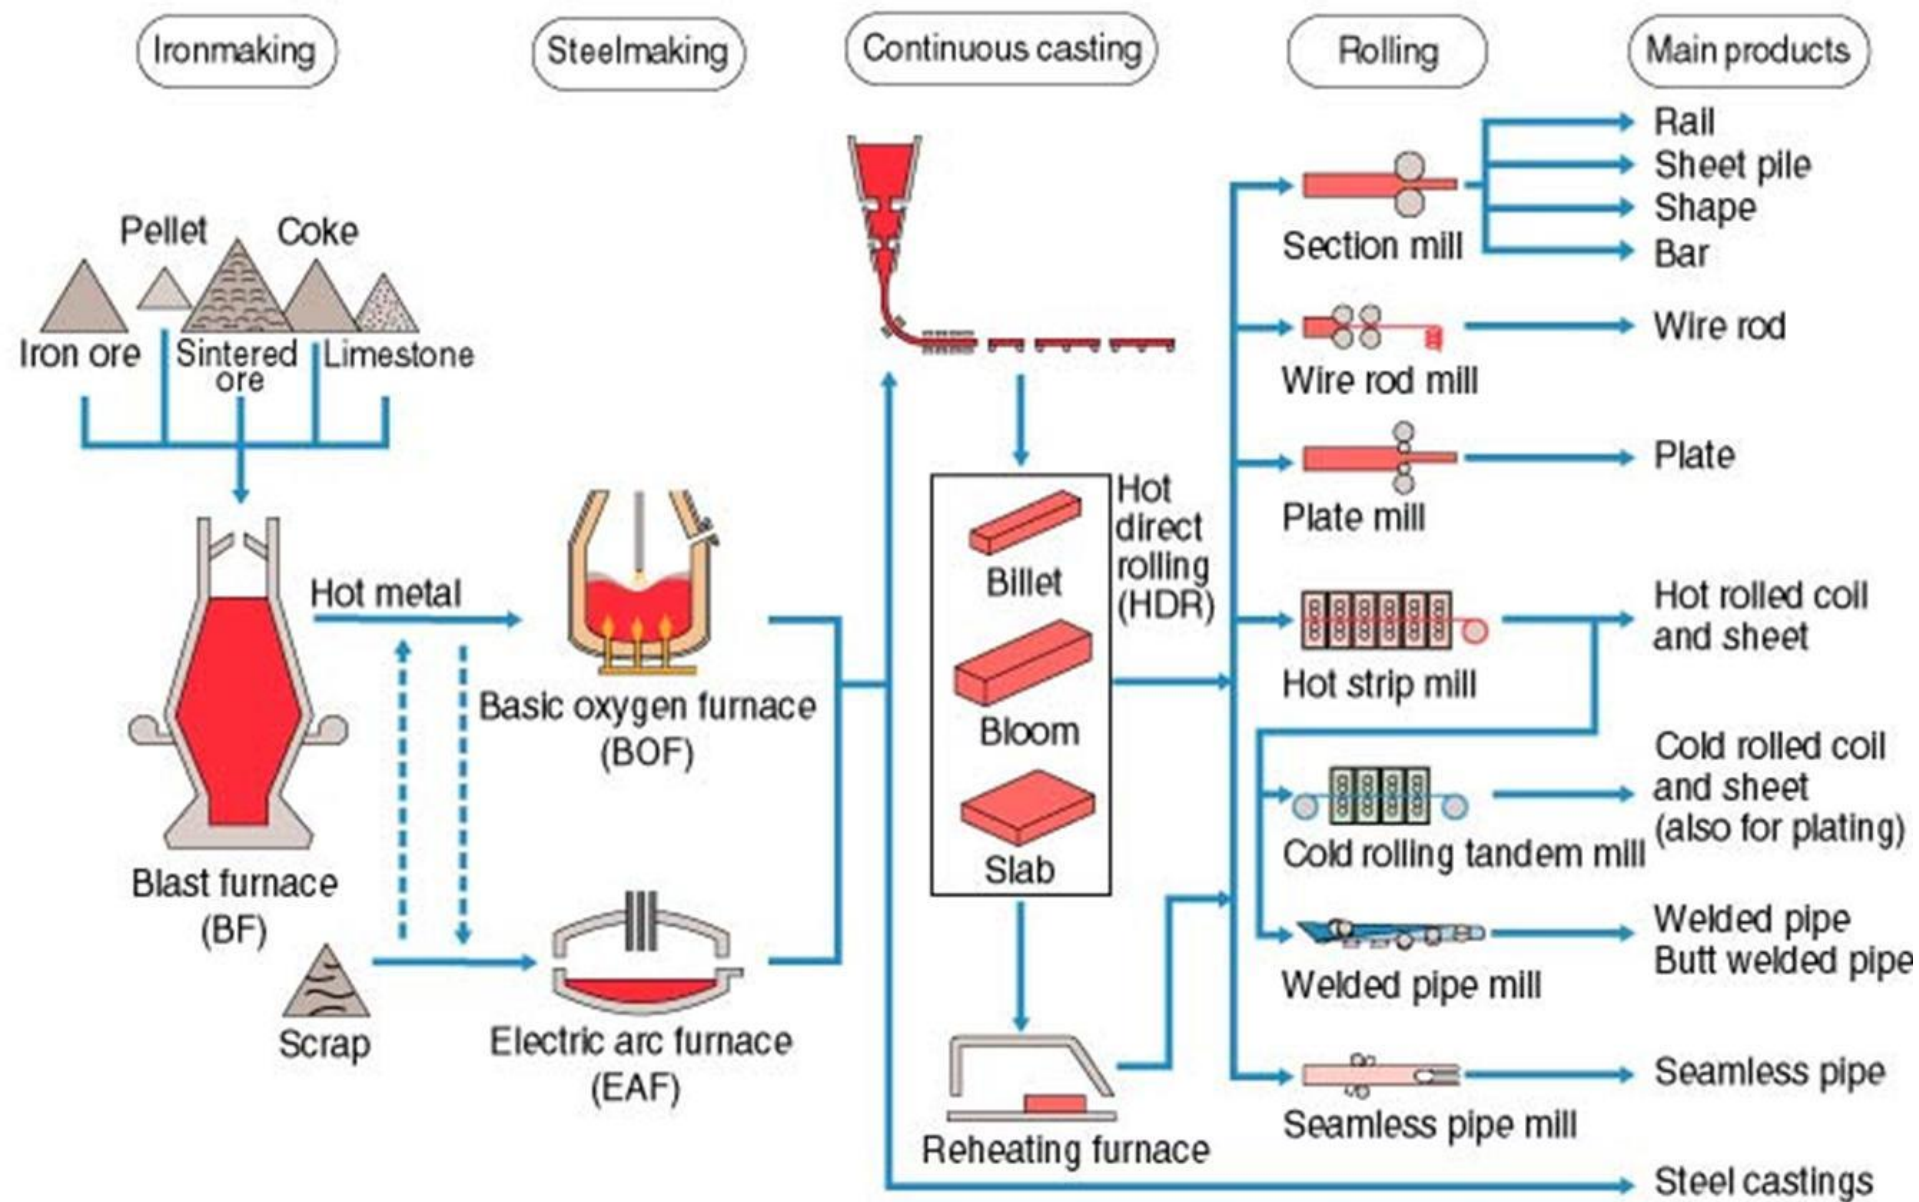 Ironmaking
Steelmaking
Continuous casting
Rolling
Main products
Pellet
Coke
Iron ore
Sintered
ore
Limestone
Blast furnace
(BF)
Scrap
Hot metal
Basic oxygen furnace
(BOF)
Electric arc furnace
(EAF)
Billet
Bloom
Slab
Hot
direct
rolling
(HDR)
Reheating furnace
Section mill
Wire rod mill
Plate mill
Hot strip mill
Cold rolling tandem mill
Welded pipe mill
Seamless pipe mill
Rail
Sheet pile
Shape
Bar
Wire rod
Plate
Hot rolled coil
and sheet
Cold rolled coil
and sheet
(also for plating)
Welded pipe
Butt welded pipe
Seamless pipe
Steel castings